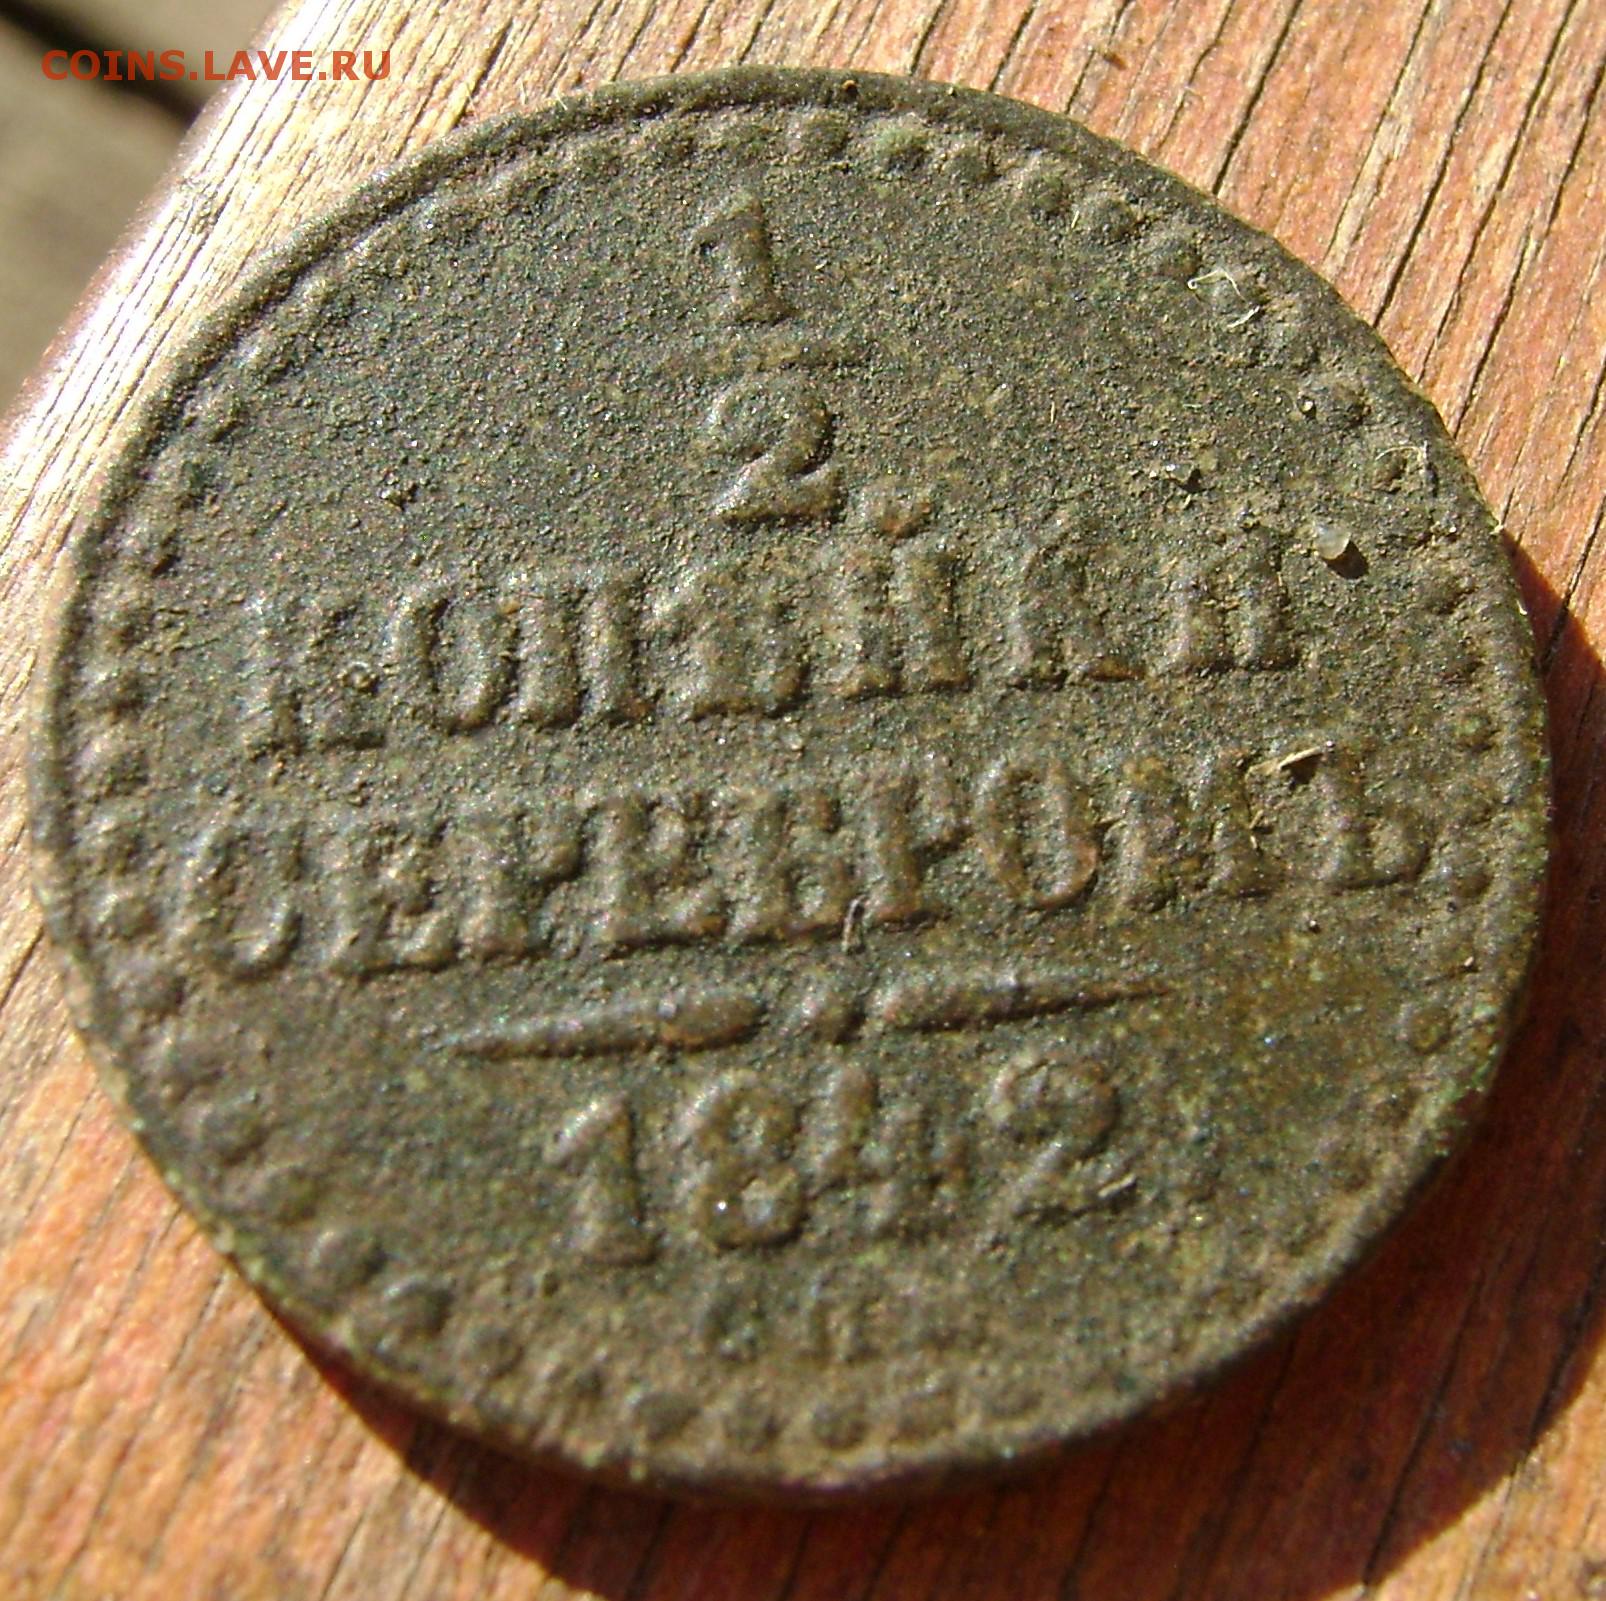 COINS.LAVE.RU
1
2
КОПѢЙКИ
СЕРЕБРОМЪ
1842